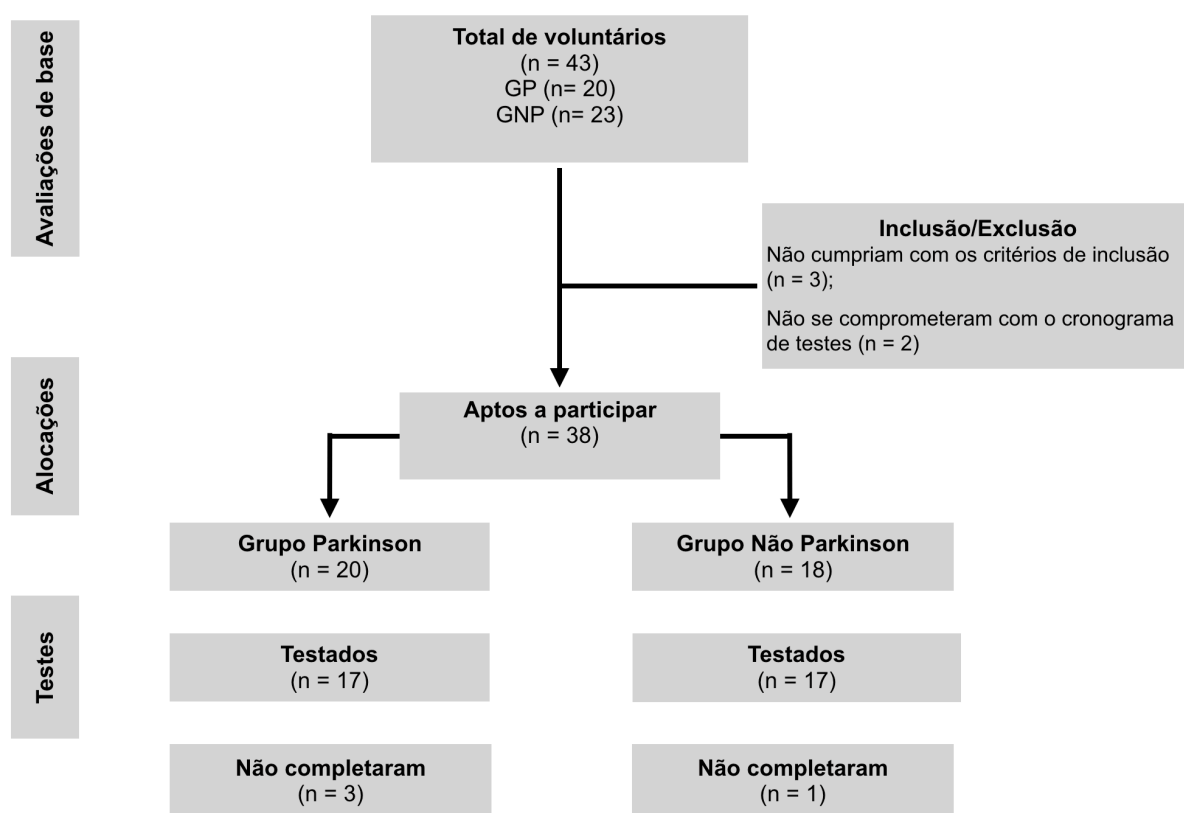 Avaliações de base
Total de voluntários
(n = 43)
GP (n= 20)
GNP (n= 23)
Inclusão/Exclusão
Não cumpriam com os critérios de inclusão
(n = 3);
Não se comprometeram com o cronograma
de testes (n = 2)
Alocações
Aptos a participar
(n = 38)
Grupo Parkinson
(n = 20)
Grupo Não Parkinson
(n = 18)
Testes
Testados
(n = 17)
Testados
(n = 17)
Não completaram
(n = 3)
Não completaram
(n = 1)